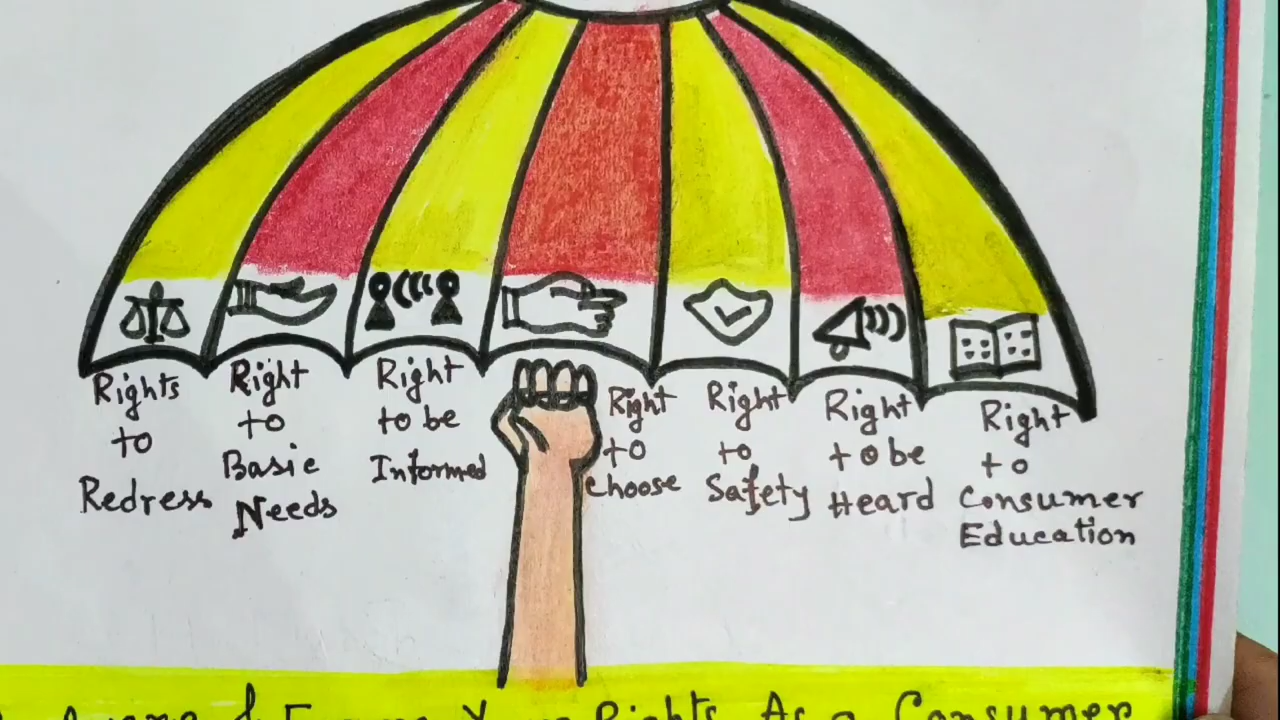 Rights
to
Redress
Right
to
Basic
Needs
Right
to be
Informed
Right
to
choose
Right
to
Safety
Right
to be
Heard
Right
to
Consumer
Education
& Your Rights As a Consumer